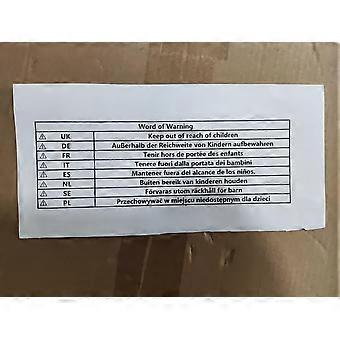 Word of Warning
UK Keep out of reach of children
DE Außerhalb der Reichweite von Kindern aufbewahren
FR Tenir hors de portée des enfants
IT Tenere fuori dalla portata dei bambini
ES Mantener fuera del alcance de los niños.
NL Buiten bereik van kinderen houden
SE Förvaras utom räckhåll för barn
PL Przechowywać w miejscu niedostępnym dla dzieci